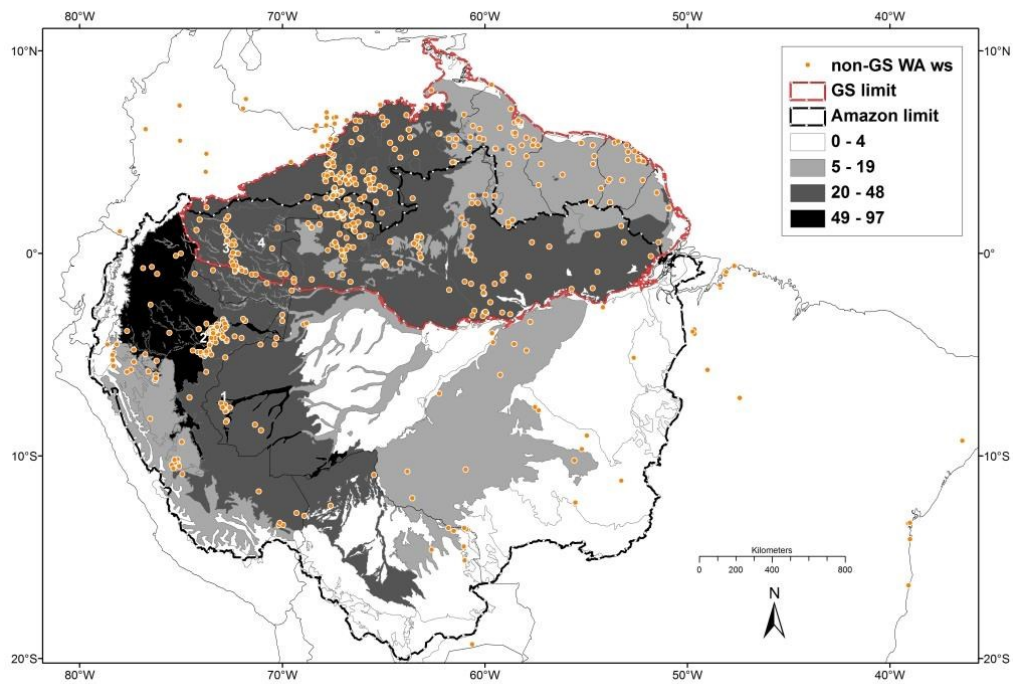 80°W 70°W 60°W 50°W 40°W
10°N 10°N
non-GS WA ws
GS limit
Amazon limit
0 - 4
5 - 19
20 - 48
49 - 97
0° 3 4 0°
2
1
10°S 10°S
Kilometers
0 200 400 800
N
20°S 20°S
80°W 70°W 60°W 50°W 40°W